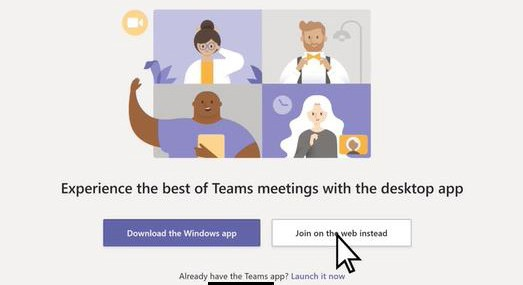 Experience the best of Teams meetings with the desktop app
Download the Windows app
Join on the web instead
Already have the Teams app? Launch it now